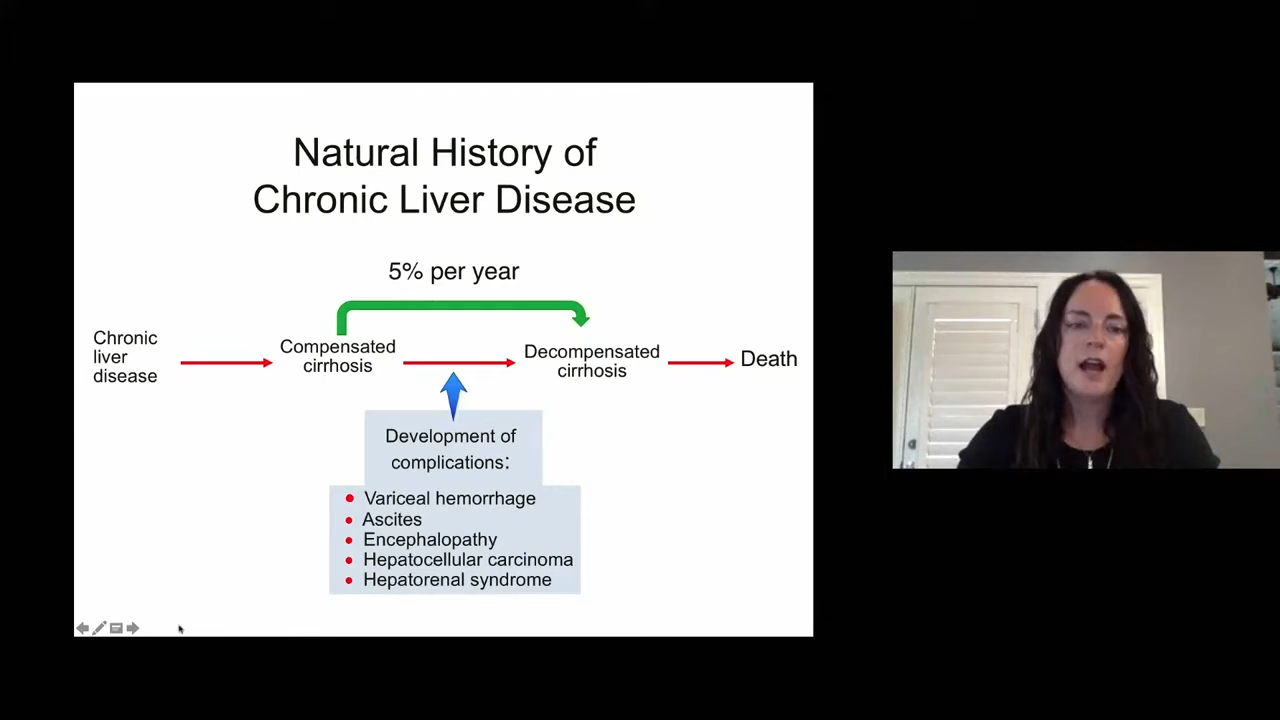 Natural History of
Chronic Liver Disease
5% per year
Chronic
liver
disease
Compensated
cirrhosis
Decompensated
cirrhosis
Death
Development of
complications:
Variceal hemorrhage
Ascites
Encephalopathy
Hepatocellular carcinoma
Hepatorenal syndrome